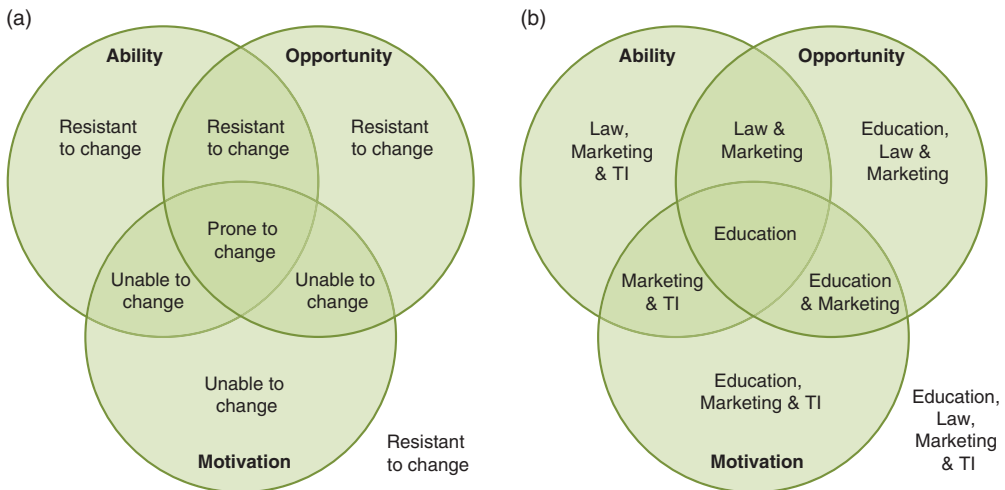 (a)
Ability
Opportunity
Resistant
to change
Resistant
to change
Resistant
to change
Prone to
change
Unable to
change
Unable to
change
Unable to
change
Motivation
Resistant
to change
(b)
Ability
Opportunity
Law,
Marketing
& TI
Law &
Marketing
Education,
Law &
Marketing
Education
Marketing
& TI
Education
& Marketing
Education,
Marketing & TI
Motivation
Education,
Law,
Marketing
& TI